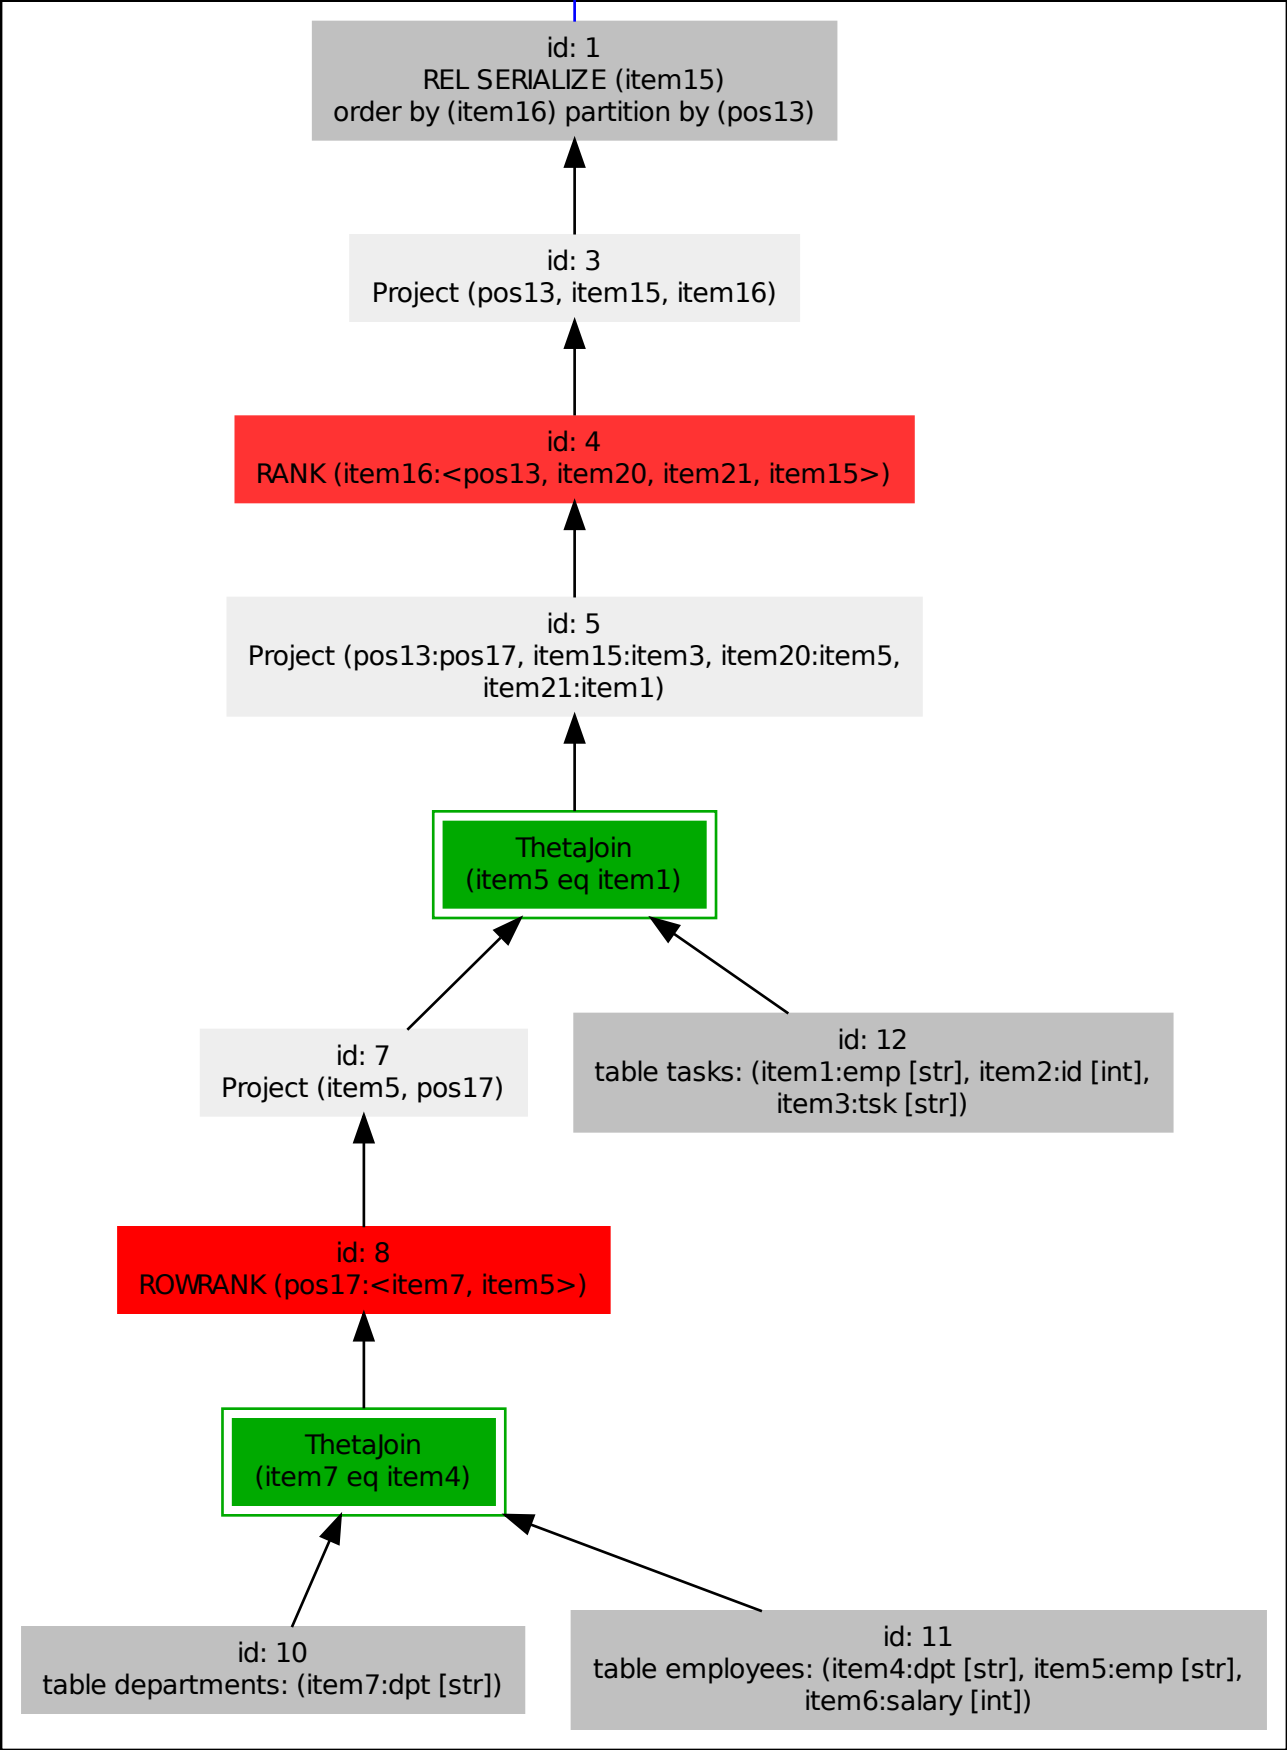 id: 1
REL SERIALIZE (item15)
order by (item16) partition by (pos13)
id: 3
Project (pos13, item15, item16)
id: 4
RANK (item16:<pos13, item20, item21, item15>)
id: 5
Project (pos13:pos17, item15:item3, item20:item5,
item21:item1)
ThetaJoin
(item5 eq item1)
id: 7
Project (item5, pos17)
id: 12
table tasks: (item1:emp [str], item2:id [int],
item3:tsk [str])
id: 8
ROWRANK (pos17:<item7, item5>)
ThetaJoin
(item7 eq item4)
id: 10
table departments: (item7:dpt [str])
id: 11
table employees: (item4:dpt [str], item5:emp [str],
item6:salary [int])